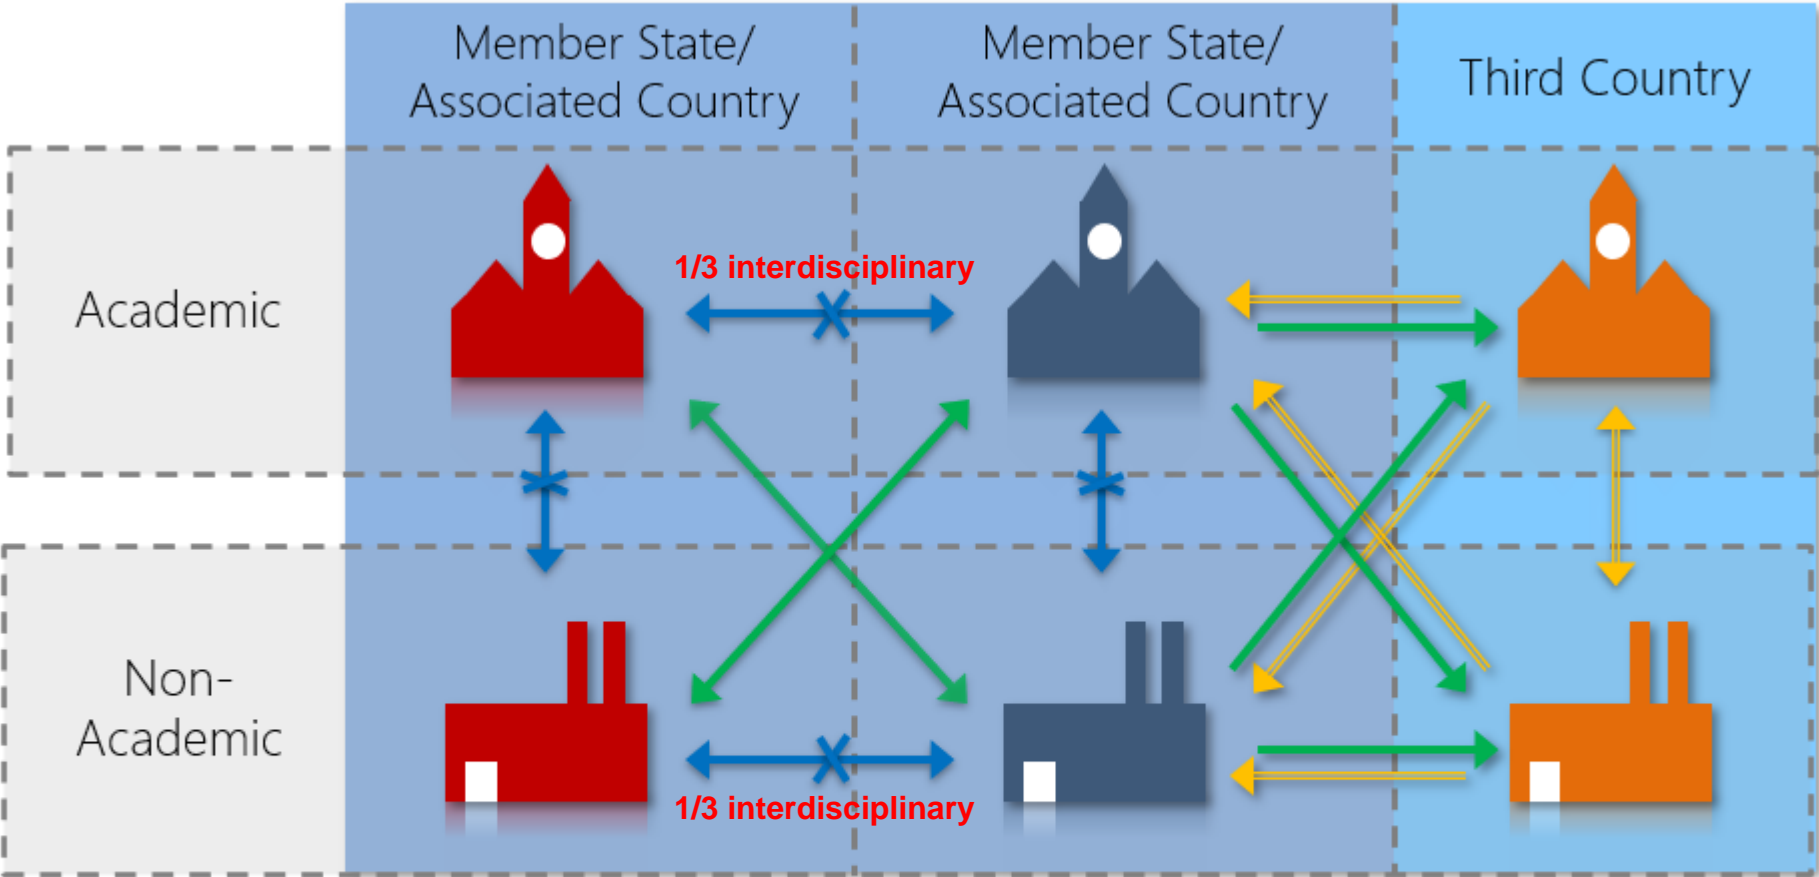 Member State/
Associated Country
Member State/
Associated Country
Third Country
Academic
1/3 interdisciplinary
Non-
Academic
1/3 interdisciplinary